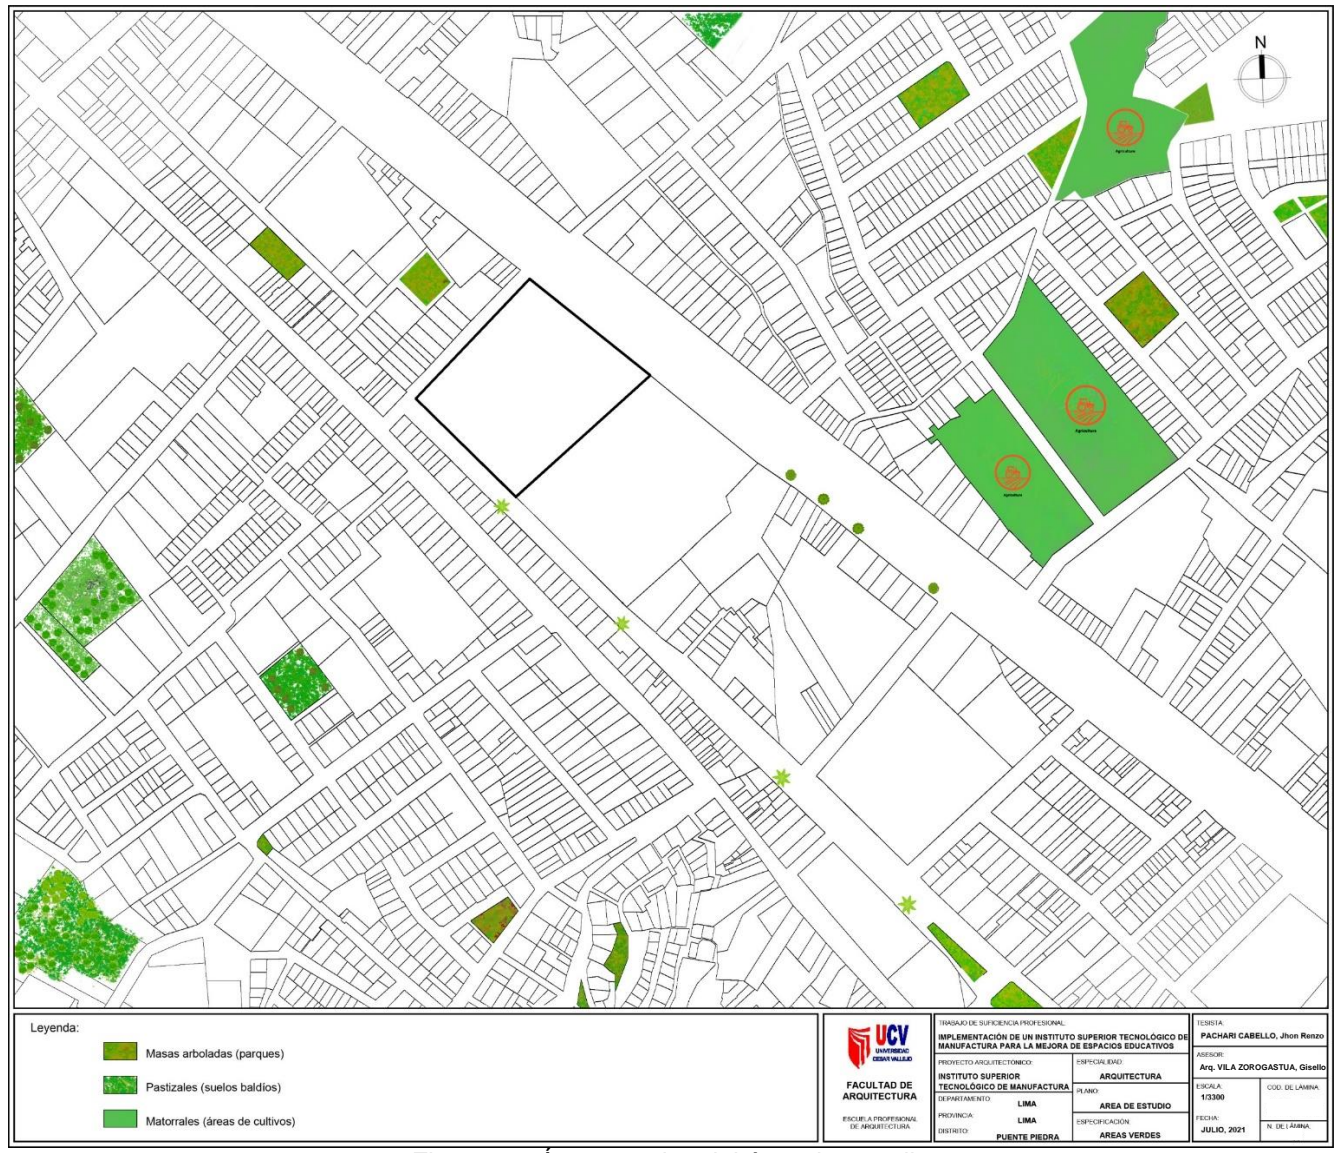 N
Agricultura
Agricultura
Agricultura
Leyenda:
Masas arboladas (parques)
Pastizales (suelos baldíos)
Matorrales (áreas de cultivos)
UCV
UNIVERSIDAD
CESAR VALLEJO
FACULTAD DE
ARQUITECTURA
ESCUELA PROFESIONAL
DE ARQUITECTURA
TRABAJO DE SUFICIENCIA PROFESIONAL:
IMPLEMENTACIÓN DE UN INSTITUTO SUPERIOR TECNOLÓGICO DE
MANUFACTURA PARA LA MEJORA DE ESPACIOS EDUCATIVOS
PROYECTO ARQUITECTÓNICO:
INSTITUTO SUPERIOR
TECNOLÓGICO DE MANUFACTURA
DEPARTAMENTO:
LIMA
PROVINCIA:
LIMA
DISTRITO:
PUENTE PIEDRA
ESPECIALIDAD:
ARQUITECTURA
PLANO:
AREA DE ESTUDIO
ESPECIFICACIÓN:
AREAS VERDES
TESISTA:
PACHARI CABELLO, Jhon Renzo
ASESOR:
Arq. VILA ZOROGASTUA, Gisello
ESCALA:
1/3300
FECHA:
JULIO, 2021
COD. DE LÁMINA:
N. DE LÁMINA: